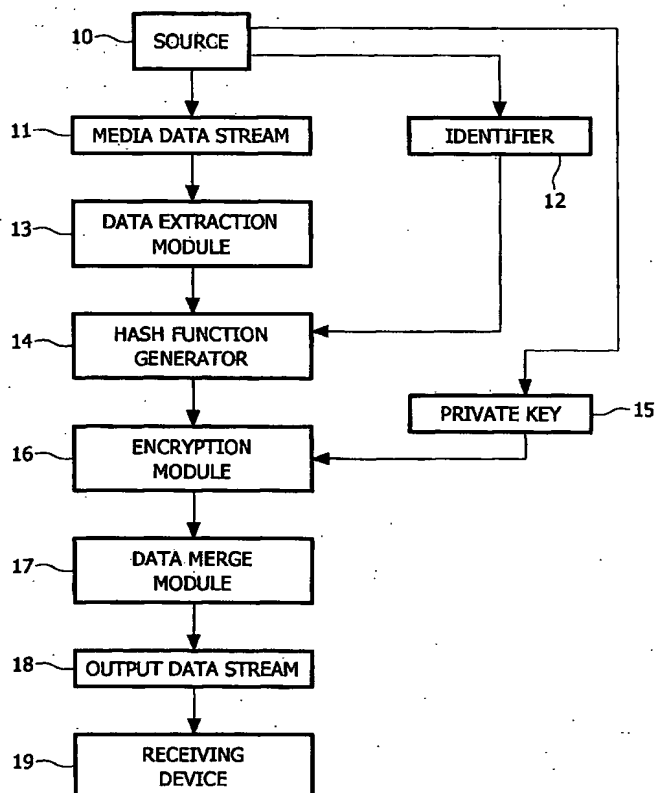 10 SOURCE
11 MEDIA DATA STREAM
IDENTIFIER
12
13 DATA EXTRACTION
MODULE
14 HASH FUNCTION
GENERATOR
PRIVATE KEY 15
16 ENCRYPTION
MODULE
17 DATA MERGE
MODULE
18 OUTPUT DATA STREAM
19 RECEIVING
DEVICE